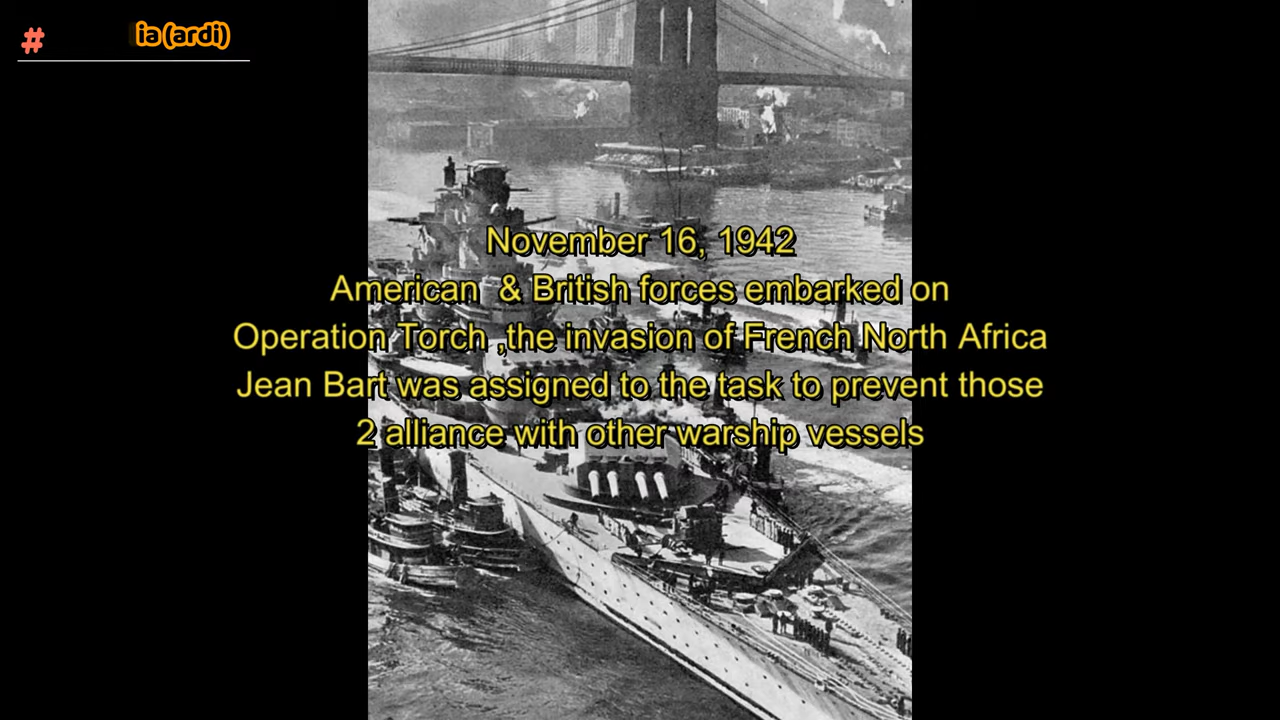 # ia(ardi)
November 16, 1942
American & British forces embarked on
Operation Torch ,the invasion of French North Africa
Jean Bart was assigned to the task to prevent those
2 alliance with other warship vessels